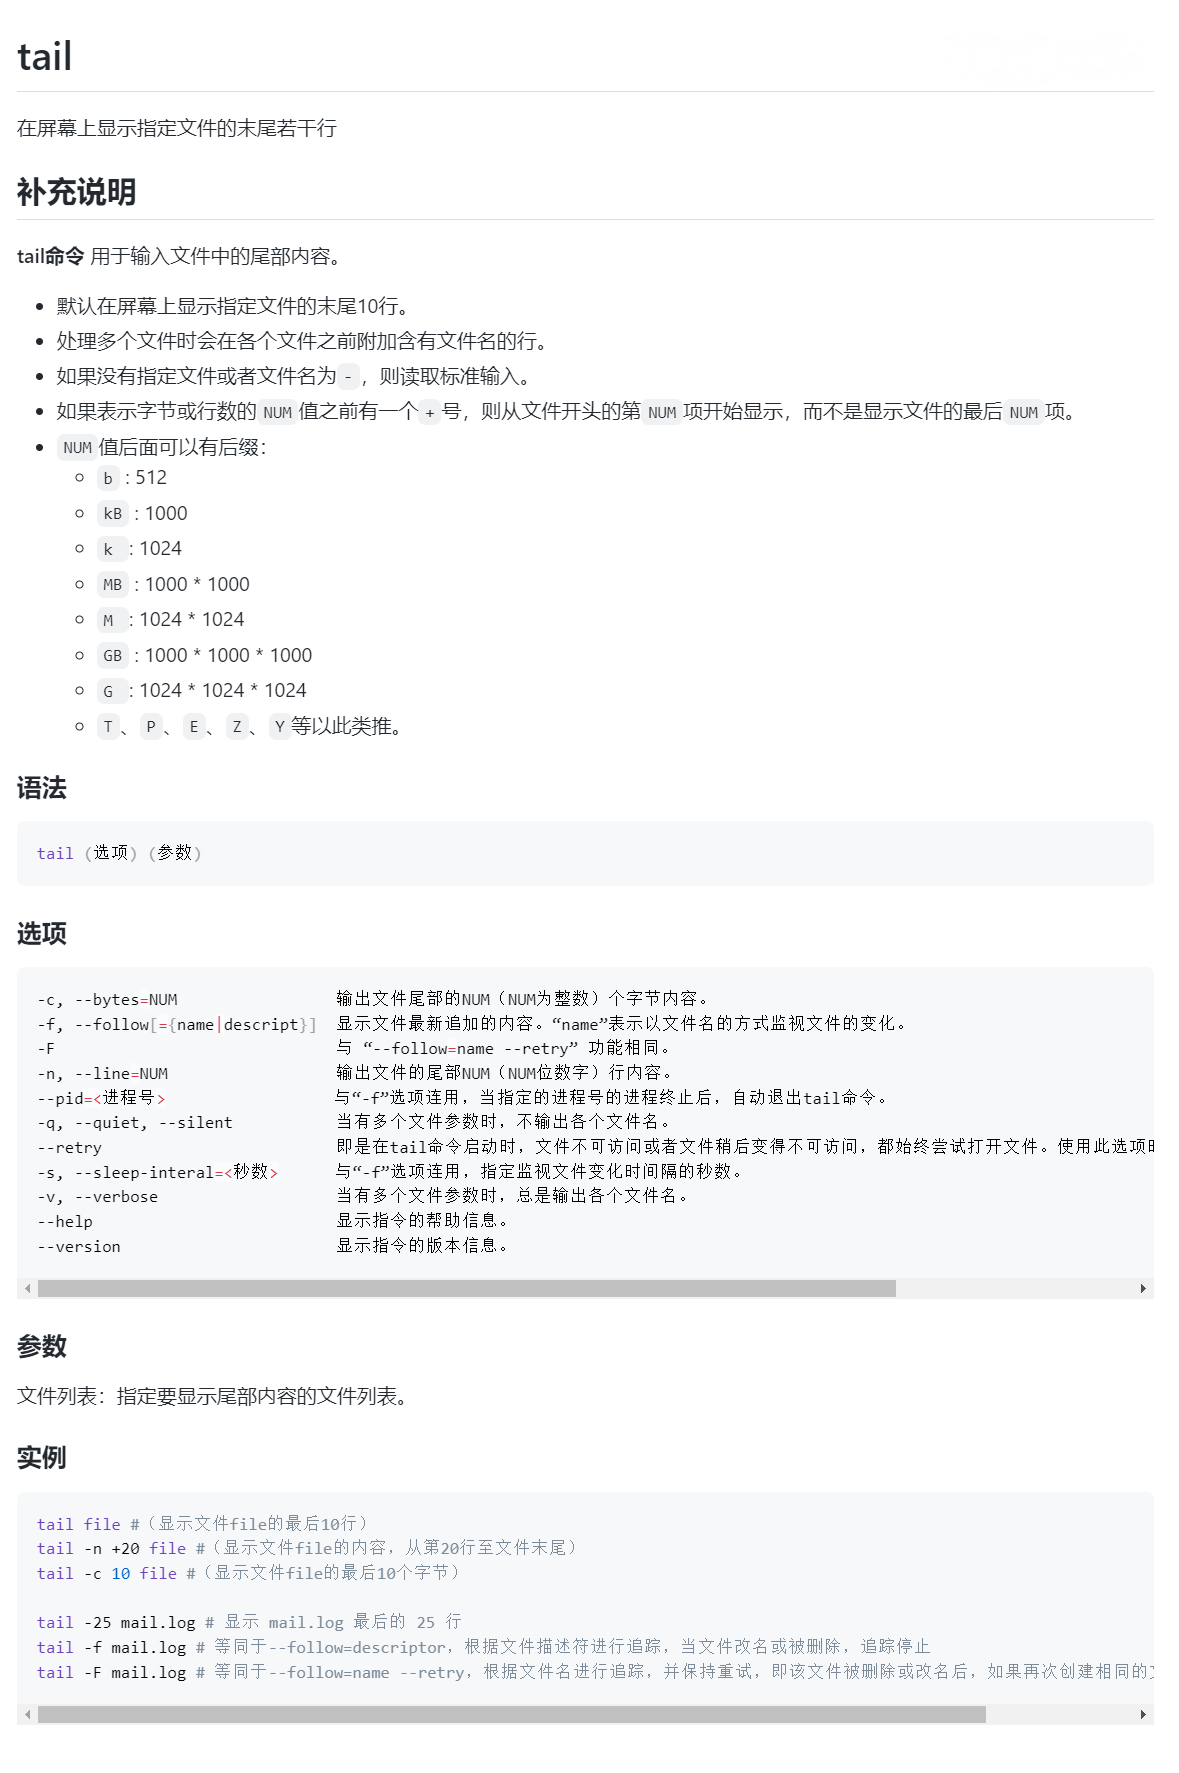 tail
在屏幕上显示指定文件的末尾若干行
补充说明
tail命令 用于输入文件中的尾部内容。
默认在屏幕上显示指定文件的末尾10行。
处理多个文件时会在各个文件之前附加含有文件名的行。
如果没有指定文件或者文件名为 - ，则读取标准输入。
如果表示字节或行数的 NUM 值之前有一个 + 号，则从文件开头的第 NUM 项开始显示，而不是显示文件的最后 NUM 项。
NUM 值后面可以有后缀：
b : 512
kB : 1000
k : 1024
MB : 1000 * 1000
M : 1024 * 1024
GB : 1000 * 1000 * 1000
G : 1024 * 1024 * 1024
T 、 P 、 E 、 Z 、 Y 等以此类推。
语法
tail (选项) (参数)
选项
-c, --bytes=NUM 输出文件尾部的NUM（NUM为整数）个字节内容。
-f, --follow[={name|descript}] 显示文件最新追加的内容。“name”表示以文件名的方式监视文件的变化。
-F 与 “--follow=name --retry” 功能相同。
-n, --line=NUM 输出文件的尾部NUM（NUM位数字）行内容。
--pid=<进程号> 与“-f”选项连用，当指定的进程号的进程终止后，自动退出tail命令。
-q, --quiet, --silent 当有多个文件参数时，不输出各个文件名。
--retry 即是在tail命令启动时，文件不可访问或者文件稍后变得不可访问，都始终尝试打开文件。使用此选项
-s, --sleep-interal=<秒数> 与“-f”选项连用，指定监视文件变化时间隔的秒数。
-v, --verbose 当有多个文件参数时，总是输出各个文件名。
--help 显示指令的帮助信息。
--version 显示指令的版本信息。
参数
文件列表：指定要显示尾部内容的文件列表。
实例
tail file #（显示文件file的最后10行）
tail -n +20 file #（显示文件file的内容，从第20行至文件末尾）
tail -c 10 file #（显示文件file的最后10个字节）
tail -25 mail.log # 显示 mail.log 最后的 25 行
tail -f mail.log # 等同于--follow=descriptor，根据文件描述符进行追踪，当文件改名或被删除，追踪停止
tail -F mail.log # 等同于--follow=name --retry，根据文件名进行追踪，并保持重试，即该文件被删除或改名后，如果再次创建相同的